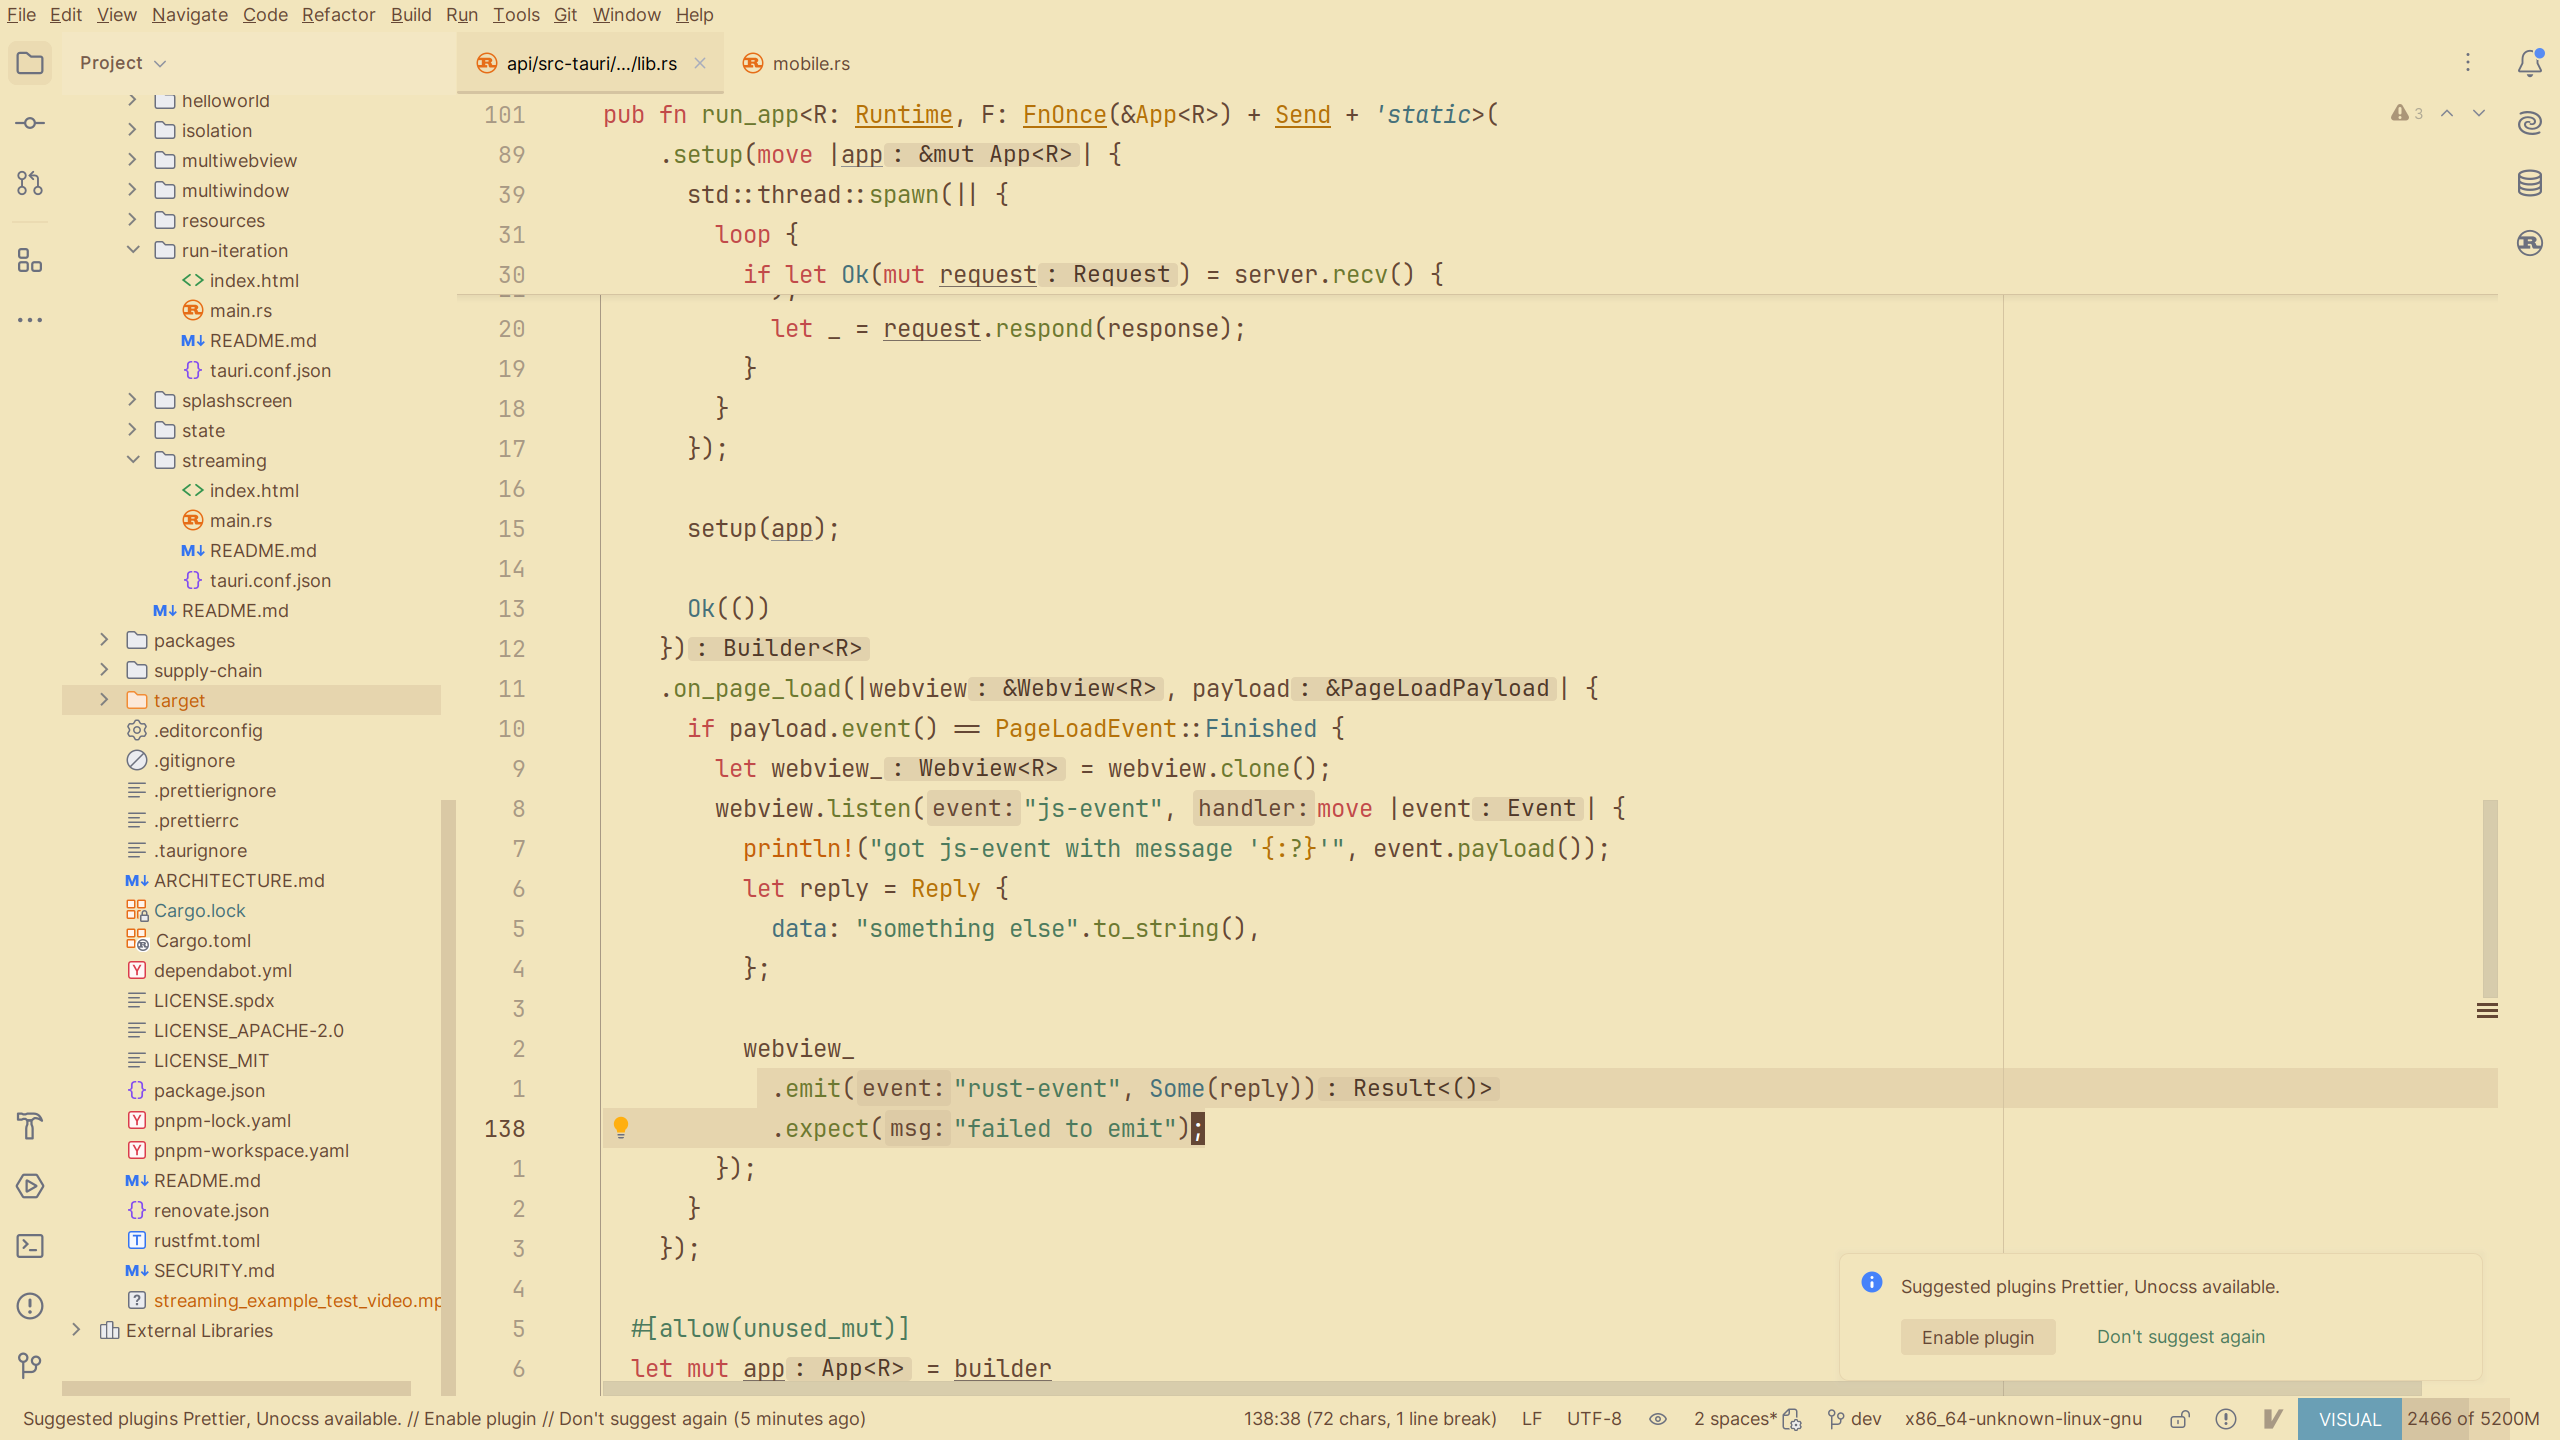 File Edit View Navigate Code Refactor Build Run Tools Git Window Help
Project
api/src-tauri/.../lib.rs
mobile.rs
helloworld
isolation
multiwebview
multiwindow
resources
run-iteration
index.html
main.rs
README.md
tauri.conf.json
splashscreen
state
streaming
index.html
main.rs
README.md
tauri.conf.json
README.md
packages
supply-chain
target
.editorconfig
.gitignore
.prettierignore
.prettierrc
.taurignore
ARCHITECTURE.md
Cargo.lock
Cargo.toml
dependabot.yml
LICENSE.spdx
LICENSE_APACHE-2.0
LICENSE_MIT
package.json
pnpm-lock.yaml
pnpm-workspace.yaml
README.md
renovate.json
rustfmt.toml
SECURITY.md
streaming_example_test_video.mp
External Libraries
101 pub fn run_app<R: Runtime, F: FnOnce(&App<R>) + Send + 'static>(
3
89 .setup(move |app: &mut App<R>| {
39 std::thread::spawn(|| {
31 loop {
30 if let Ok(mut request: Request) = server.recv() {
20 let _ = request.respond(response);
19 }
18 }
17 });
16
15 setup(app);
14
13 Ok(())
12 }): Builder<R>
11 .on_page_load(|webview: &Webview<R>, payload: &PageLoadPayload| {
10 if payload.event() == PageLoadEvent::Finished {
9 let webview_: Webview<R> = webview.clone();
8 webview.listen(event: "js-event", handler: move |event: Event| {
7 println!("got js-event with message '{:?}'", event.payload());
6 let reply = Reply {
5 data: "something else".to_string(),
4 };
3
2 webview_
1 .emit(event: "rust-event", Some(reply)): Result<()>
138 .expect(msg: "failed to emit");
1 });
2 }
3 });
4
5 #[allow(unused_mut)]
6 let mut app: App<R> = builder
Suggested plugins Prettier, Unocss available.
Enable plugin Don't suggest again
Suggested plugins Prettier, Unocss available. // Enable plugin // Don't suggest again (5 minutes ago)
138:38 (72 chars, 1 line break) LF UTF-8 2 spaces* dev x86_64-unknown-linux-gnu VISUAL 2466 of 5200M